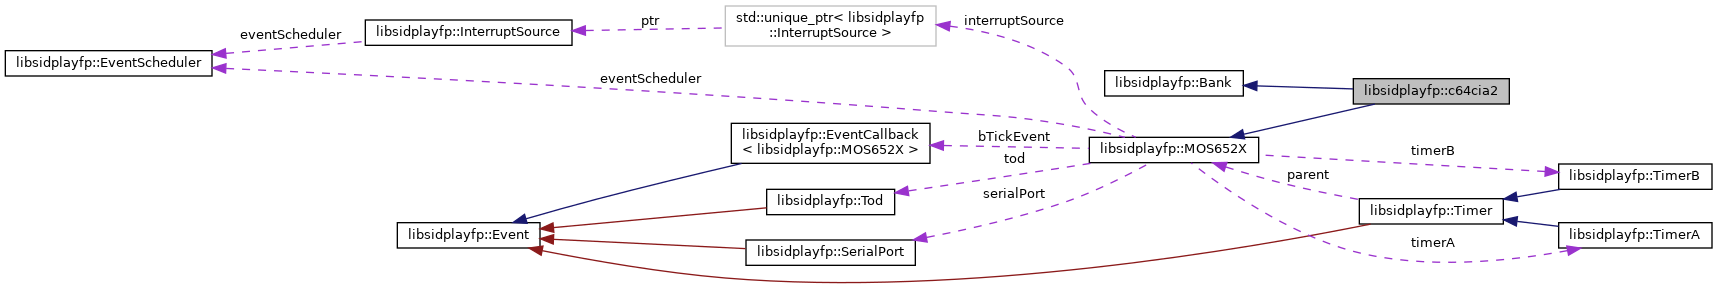 std::unique_ptr< libsidplayfp
::InterruptSource >
interruptSource
ptr
libsidplayfp::InterruptSource
eventScheduler
libsidplayfp::EventScheduler
eventScheduler
libsidplayfp::Bank
libsidplayfp::c64cia2
libsidplayfp::EventCallback
< libsidplayfp::MOS652X >
bTickEvent
libsidplayfp::MOS652X
tod
timerB
parent
libsidplayfp::TimerB
serialPort
libsidplayfp::Tod
libsidplayfp::Timer
libsidplayfp::Event
libsidplayfp::TimerA
timerA
libsidplayfp::SerialPort